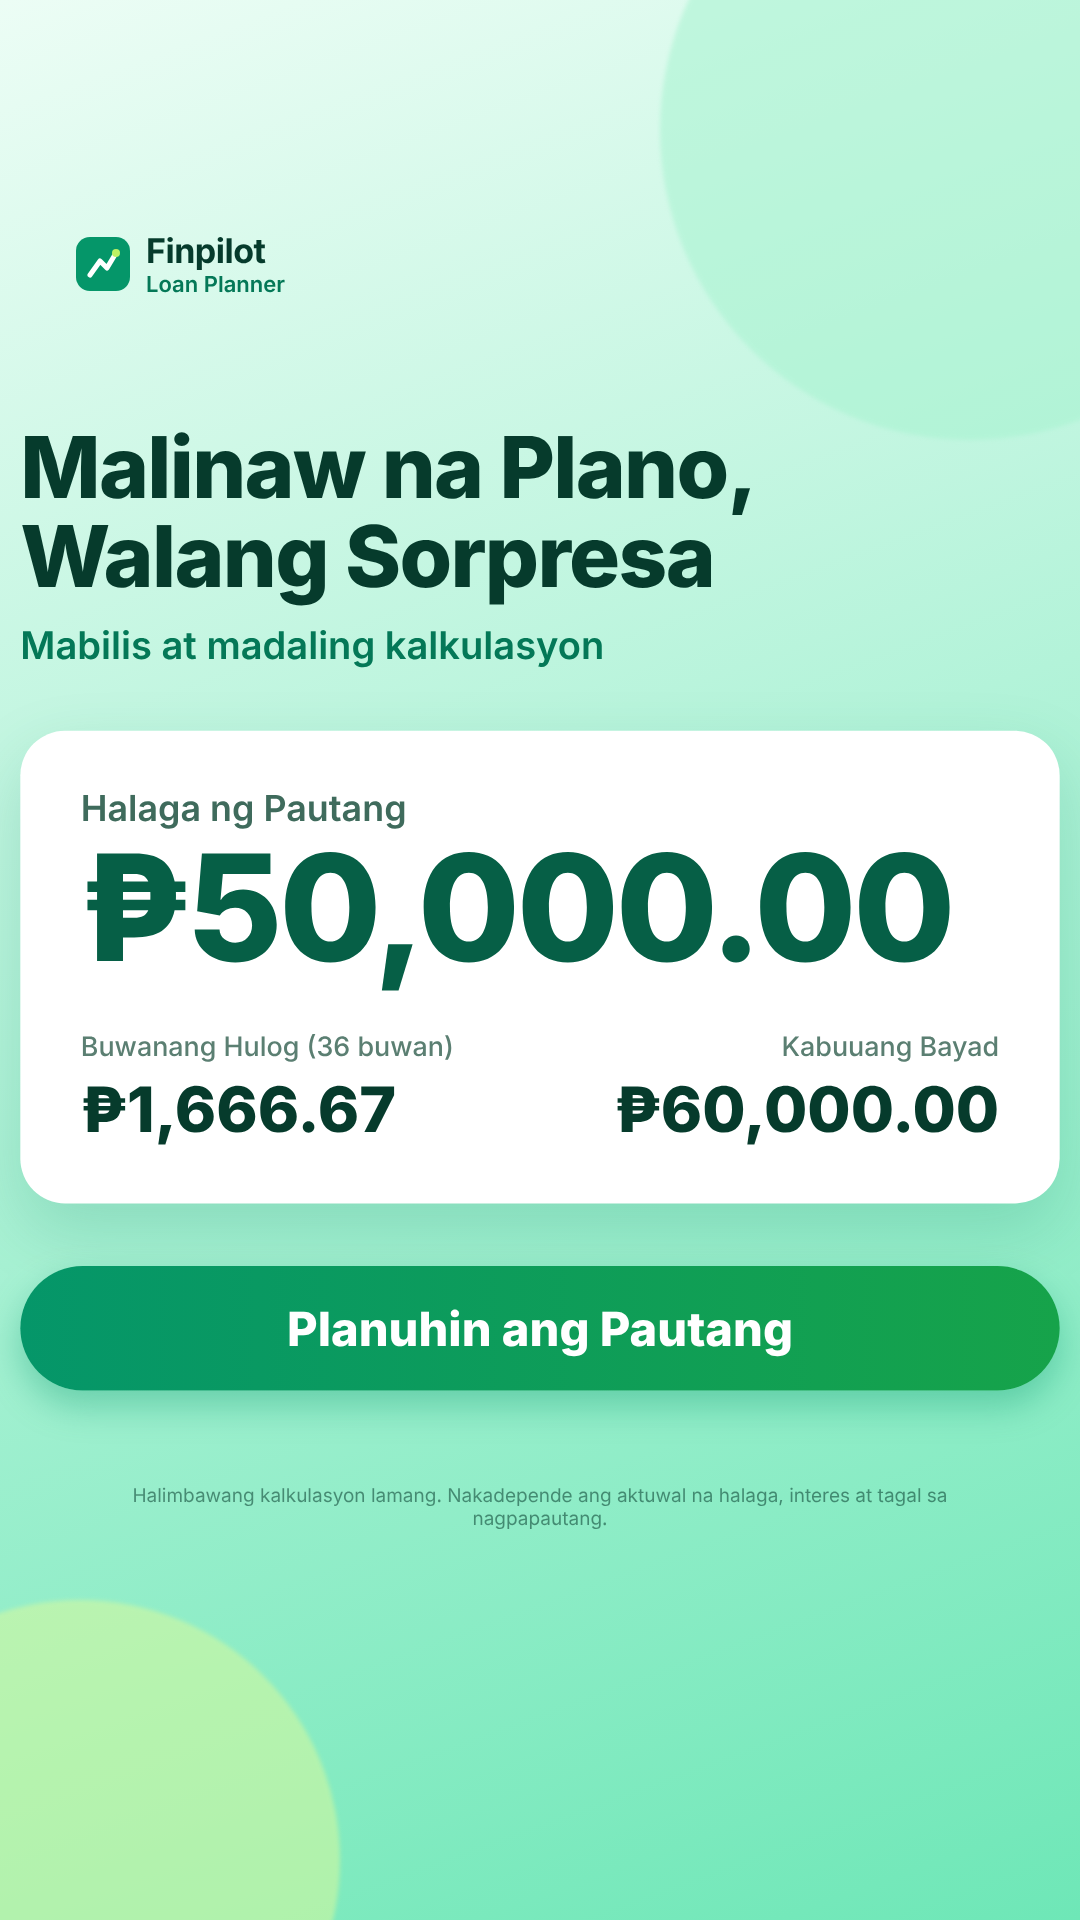 Finpilot
Loan Planner
Malinaw na Plano,
Walang Sorpresa
Mabilis at madaling kalkulasyon
Halaga ng Pautang
₱50,000.00
Buwanang Hulog (36 buwan)
₱1,666.67
Kabuuang Bayad
₱60,000.00
Planuhin ang Pautang
Halimbawang kalkulasyon lamang. Nakadepende ang aktuwal na halaga, interes at tagal sa
nagpapautang.